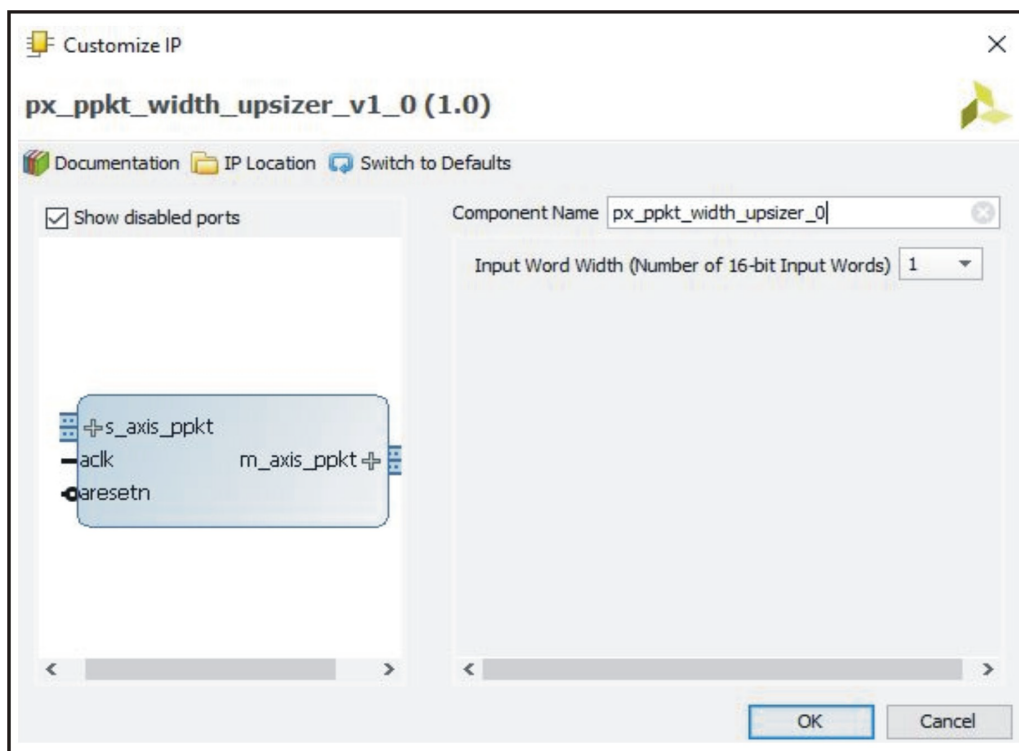 Customize IP
px_ppkt_width_upsizer_v1_0 (1.0)
Documentation IP Location Switch to Defaults
Show disabled ports
Component Name px_ppkt_width_upsizer_0
Input Word Width (Number of 16-bit Input Words) 1
s_axis_ppkt
aclk m_axis_ppkt
aresetn
OK Cancel